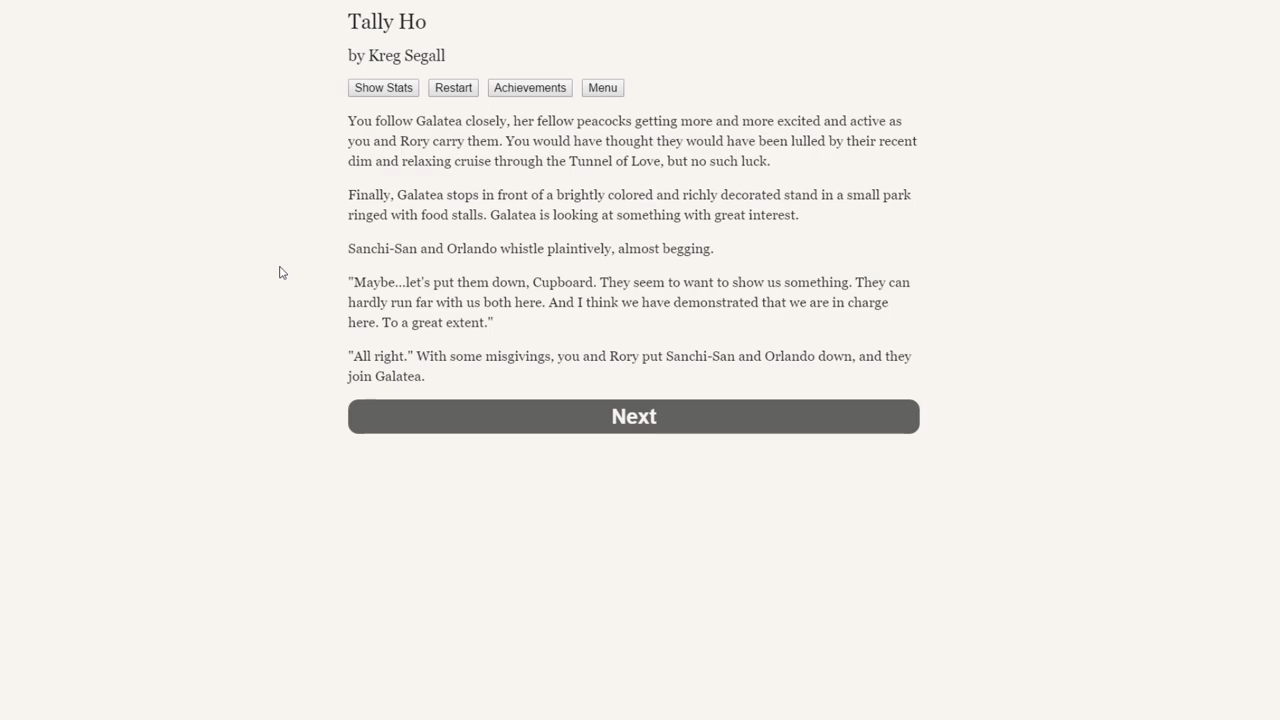 Tally Ho
by Kreg Segall
Show Stats Restart Achievements Menu
You follow Galatea closely, her fellow peacocks getting more and more excited and active as
you and Rory carry them. You would have thought they would have been lulled by their recent
dim and relaxing cruise through the Tunnel of Love, but no such luck.
Finally, Galatea stops in front of a brightly colored and richly decorated stand in a small park
ringed with food stalls. Galatea is looking at something with great interest.
Sanchi-San and Orlando whistle plaintively, almost begging.
"Maybe...let's put them down, Cupboard. They seem to want to show us something. They can
hardly run far with us both here. And I think we have demonstrated that we are in charge
here. To a great extent."
"All right." With some misgivings, you and Rory put Sanchi-San and Orlando down, and they
join Galatea.
Next